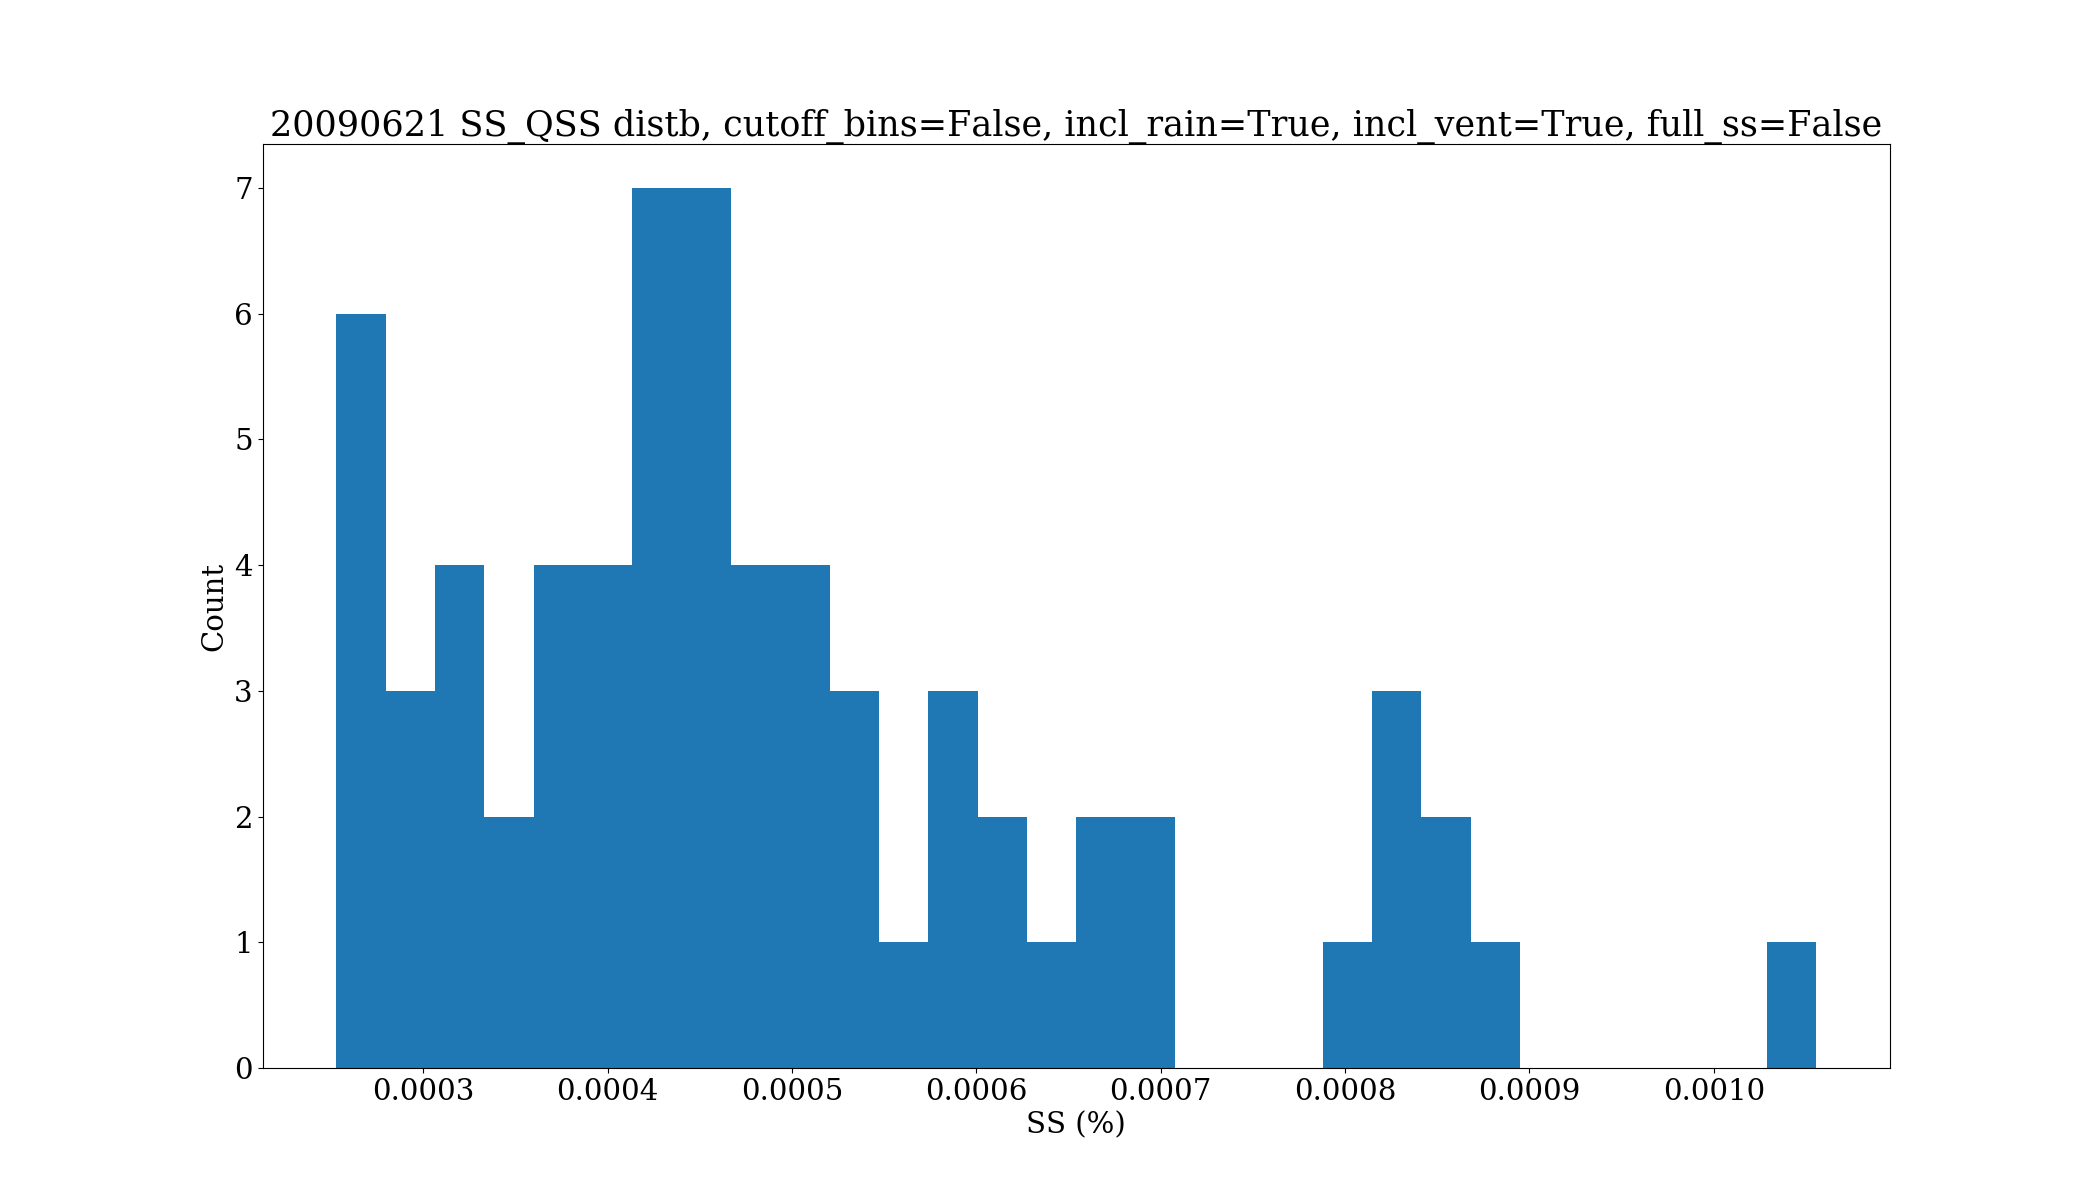 20090621 SS_QSS distb, cutoff_bins=False, incl_rain=True, incl_vent=True, full_ss=False
7
6
5
4
3
2
1
0
Count
0.0003 0.0004 0.0005 0.0006 0.0007 0.0008 0.0009 0.0010
SS (%)